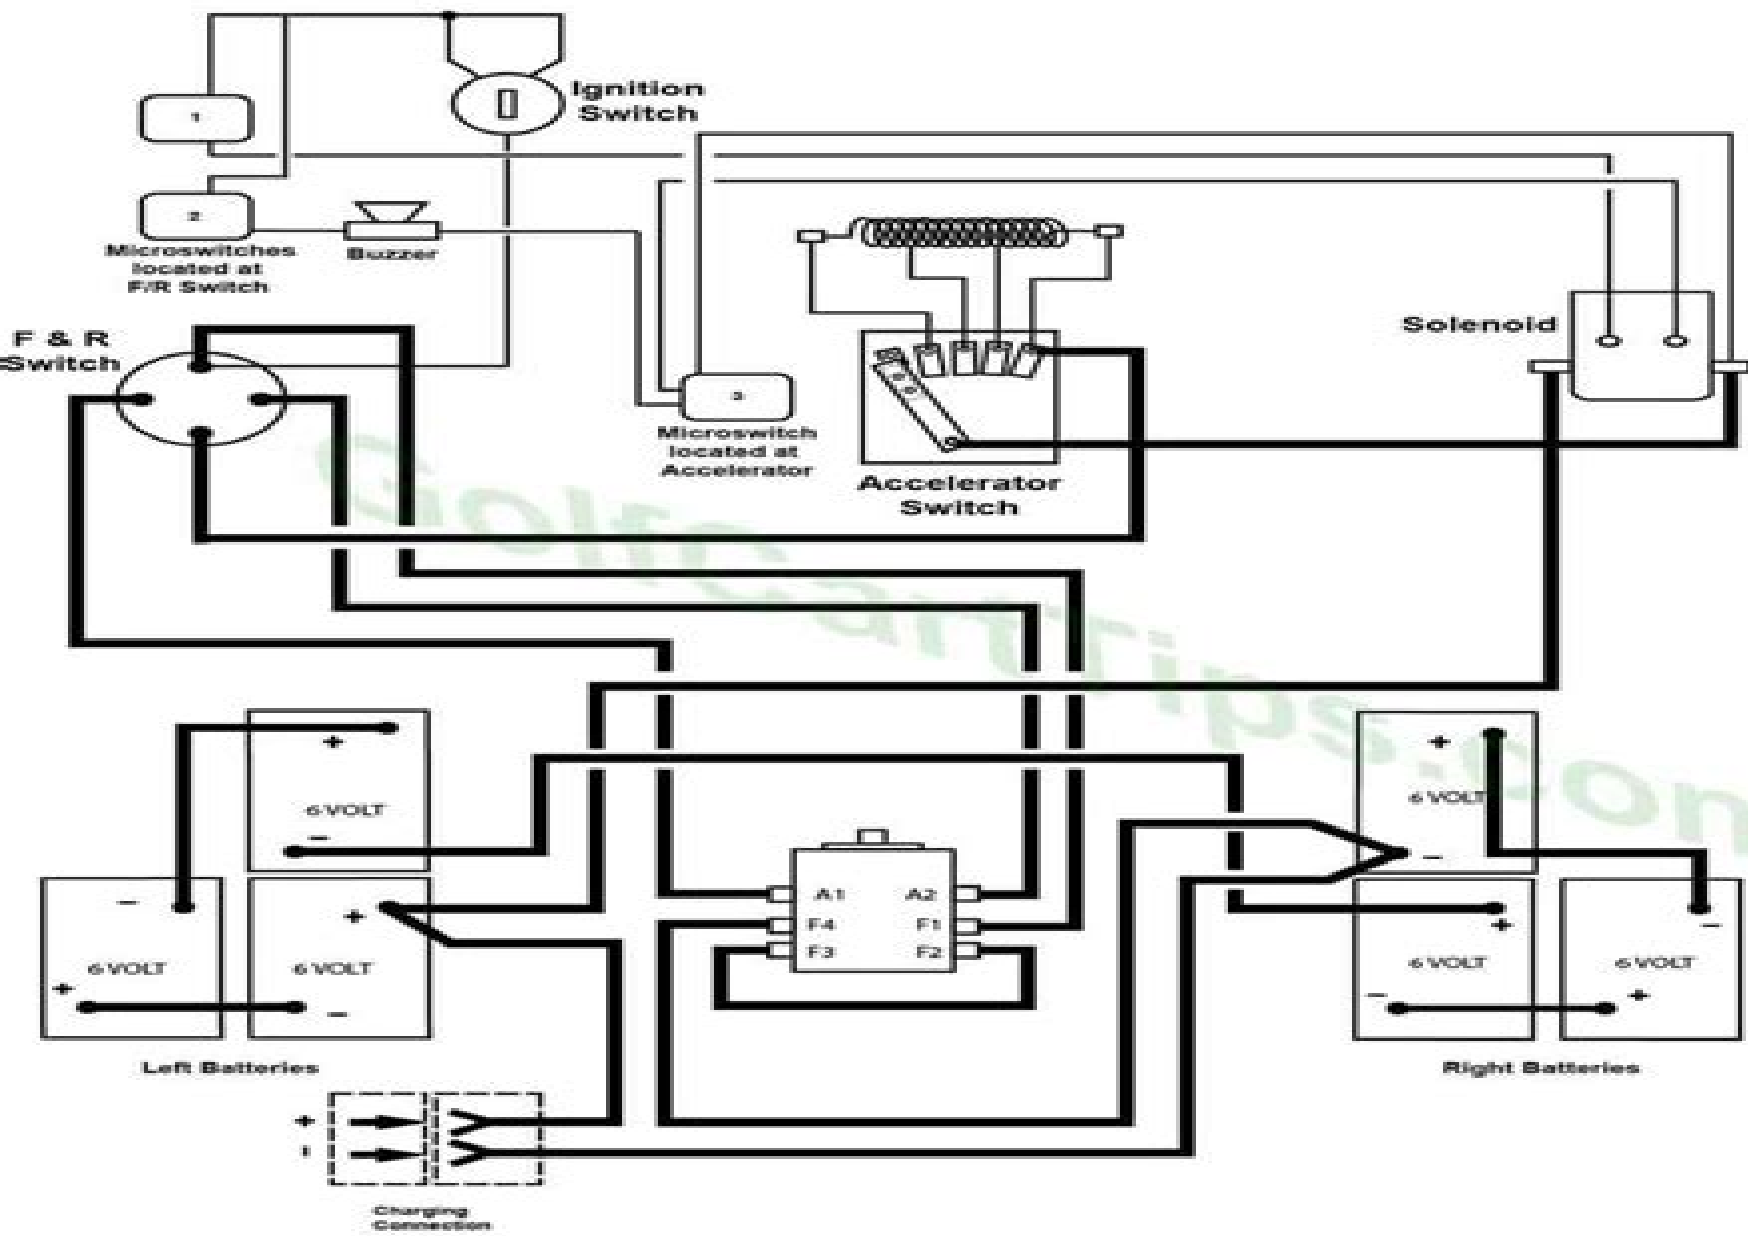 Ignition
Switch
1
2
Microswitches
located at
F/R Switch
Buzzer
F & R
Switch
3
Microswitch
located at
Accelerator
Accelerator
Switch
Solenoid
GolfCartTips.com
+
6 VOLT
−
−
6 VOLT
+
+
6 VOLT
−
Left Batteries
A1
A2
F4
F1
F3
F2
+
6 VOLT
−
+
6 VOLT
−
−
6 VOLT
+
Right Batteries
+
-
Charging
Connection